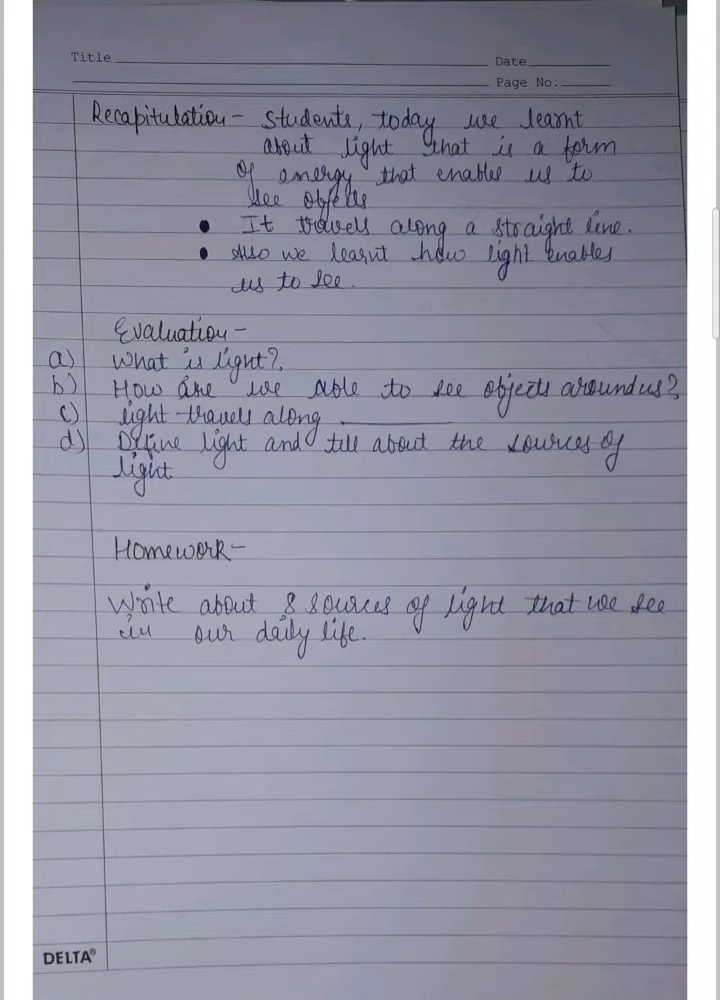 Title
Date
Page No.
Recapitulation - Students, today we learnt
about light that is a form
of energy that enables us to
see objects
• It travels along a straight line.
• Also we learnt how light enables
us to see.
Evaluation -
a) What is light?
b) How are we able to see objects around us?
c) light travels along ________
d) Define light and tell about the sources of
light
Homework -
Write about 8 sources of light that we see
in our daily life.
DELTA®